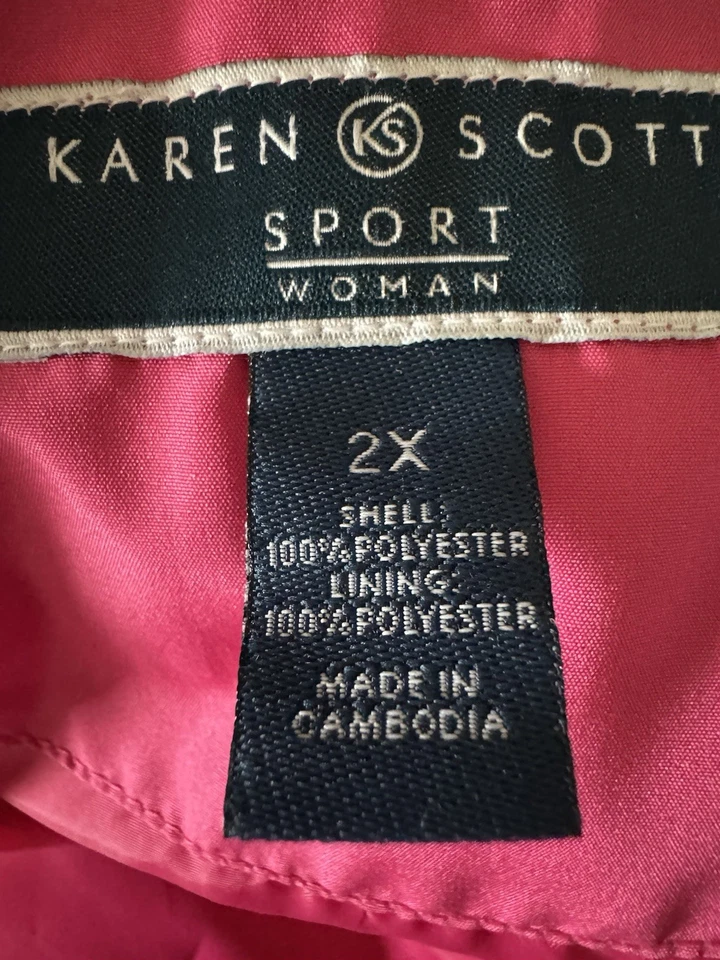 KAREN KS SCOTT
SPORT
WOMAN
2X
SHELL:
100% POLYESTER
LINING:
100% POLYESTER
MADE IN
CAMBODIA